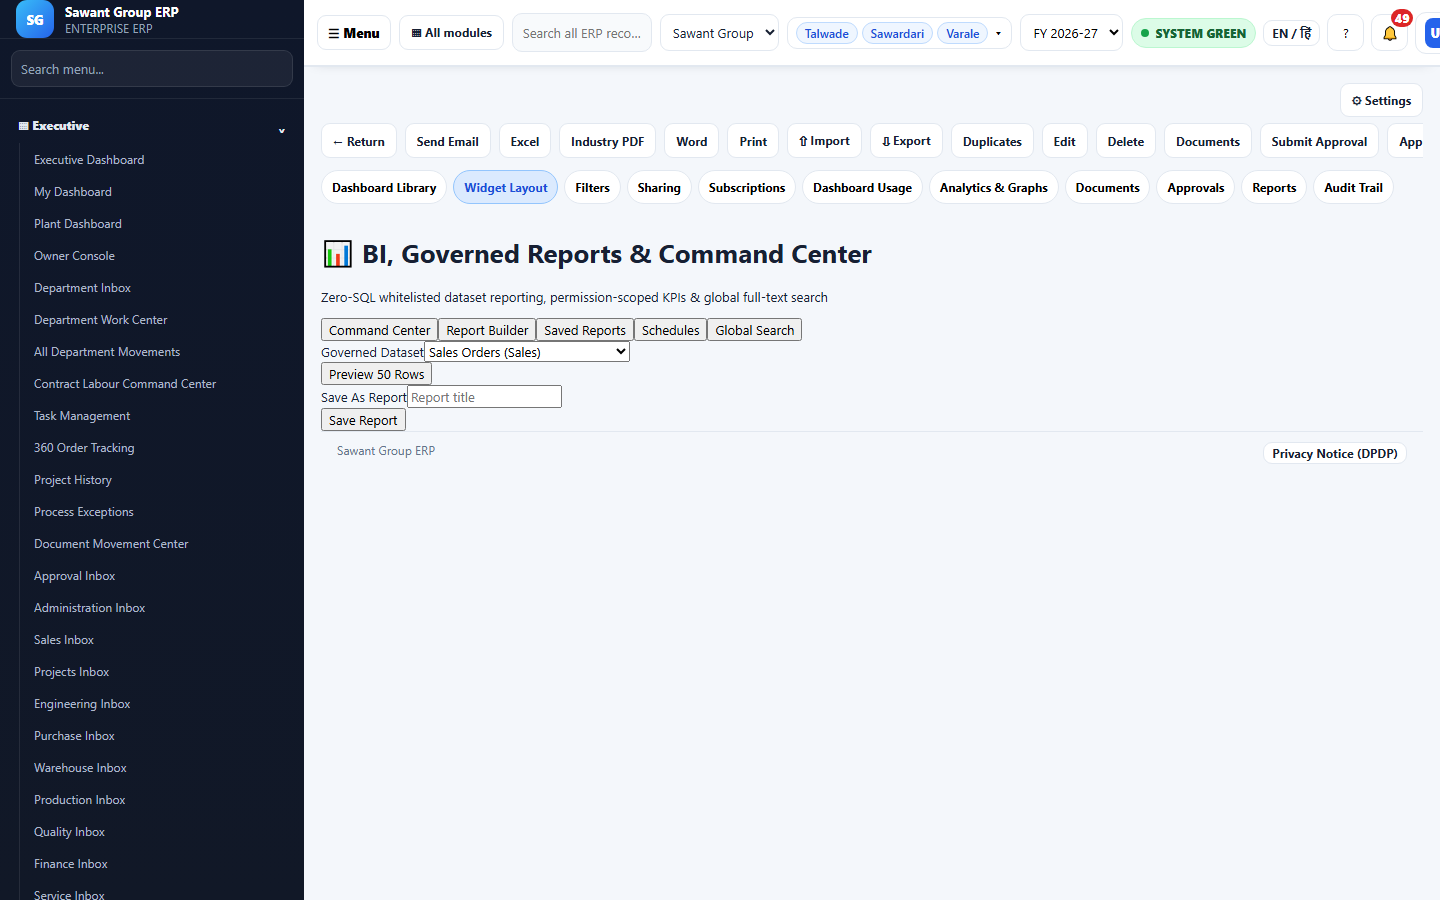 SG
Sawant Group ERP
ENTERPRISE ERP
Search menu...
Executive
Executive Dashboard
My Dashboard
Plant Dashboard
Owner Console
Department Inbox
Department Work Center
All Department Movements
Contract Labour Command Center
Task Management
360 Order Tracking
Project History
Process Exceptions
Document Movement Center
Approval Inbox
Administration Inbox
Sales Inbox
Projects Inbox
Engineering Inbox
Purchase Inbox
Warehouse Inbox
Production Inbox
Quality Inbox
Finance Inbox
Service Inbox
☰ Menu
All modules
Search all ERP reco...
Sawant Group
Talwade Sawardari Varale
FY 2026-27
SYSTEM GREEN
EN / हिं
?
49
U
⚙ Settings
← Return Send Email Excel Industry PDF Word Print ⇧ Import ⇩ Export Duplicates Edit Delete Documents Submit Approval App
Dashboard Library Widget Layout Filters Sharing Subscriptions Dashboard Usage Analytics & Graphs Documents Approvals Reports Audit Trail
📊 BI, Governed Reports & Command Center
Zero-SQL whitelisted dataset reporting, permission-scoped KPIs & global full-text search
Command Center Report Builder Saved Reports Schedules Global Search
Governed Dataset Sales Orders (Sales)
Preview 50 Rows
Save As Report Report title
Save Report
Sawant Group ERP
Privacy Notice (DPDP)